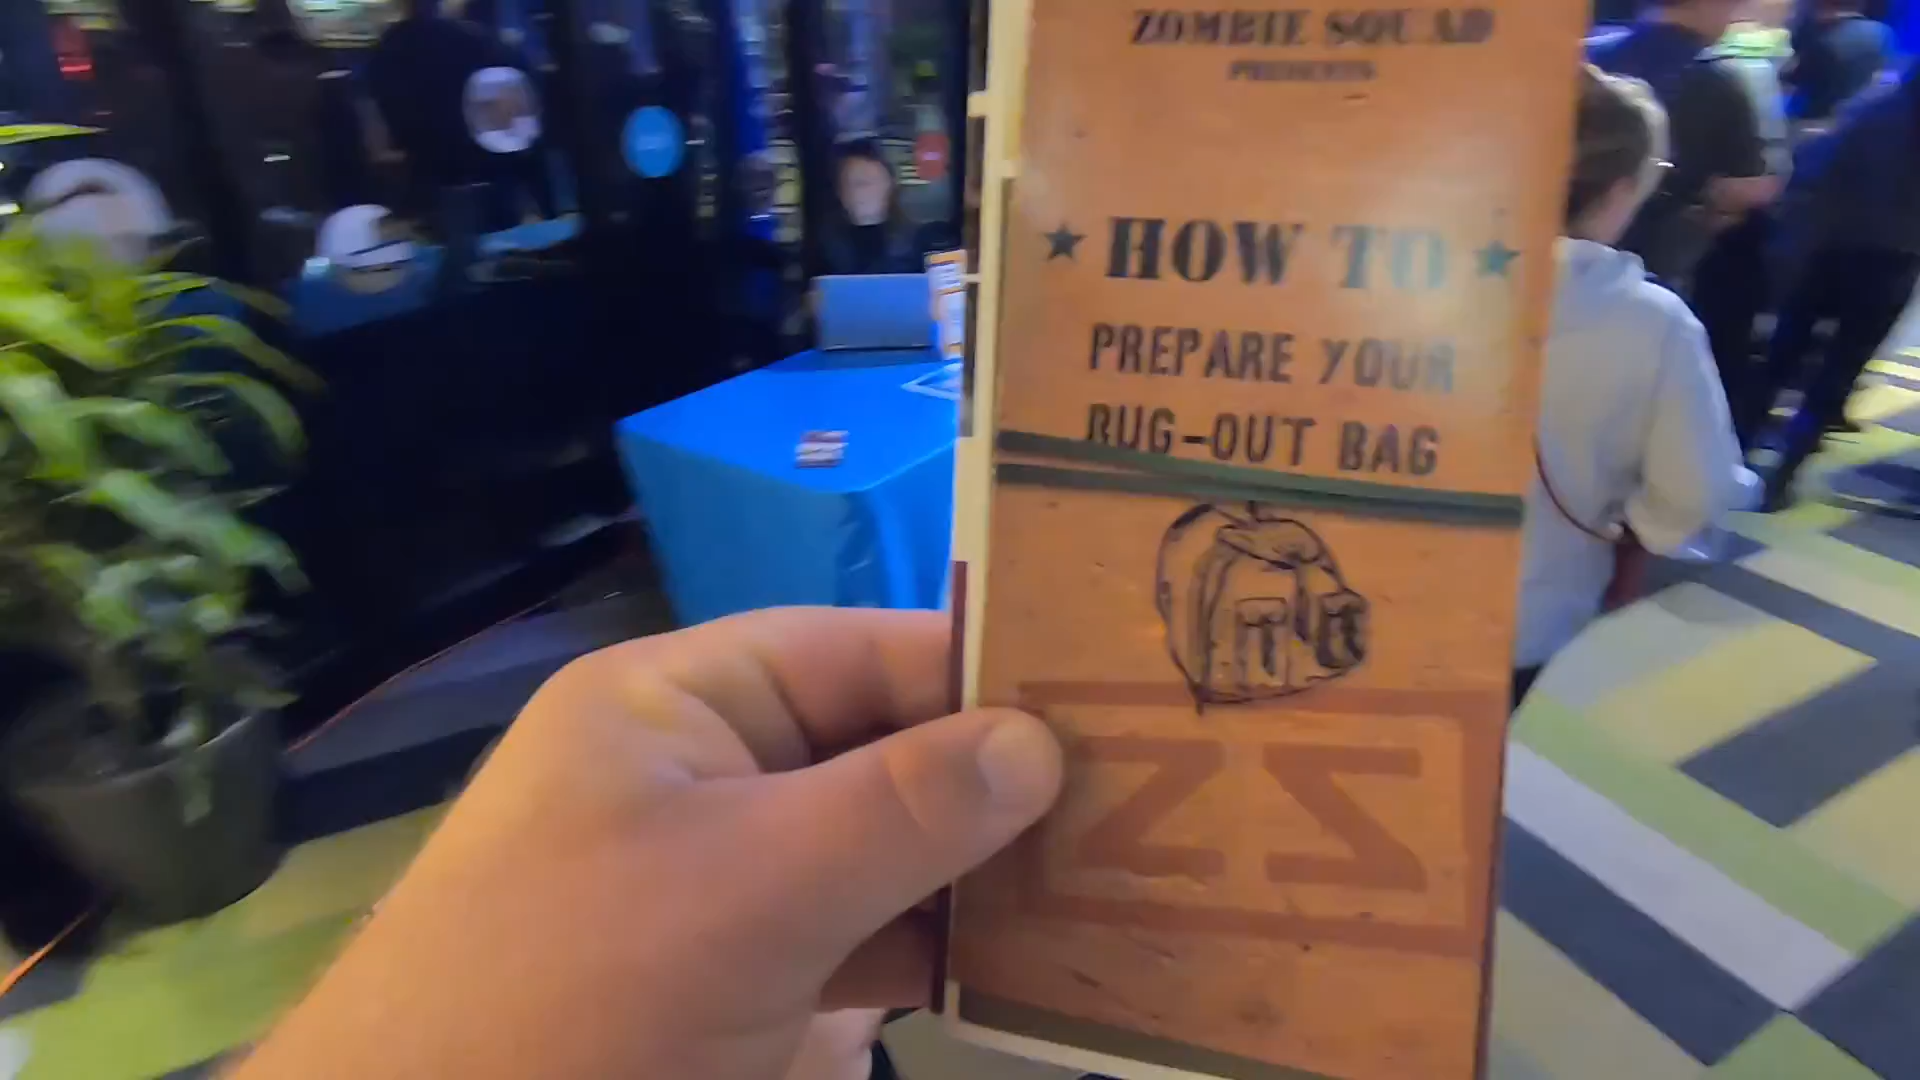 ZOMBIE SQUAD
PRESENTS
HOW TO
PREPARE YOUR
BUG-OUT BAG
ZS